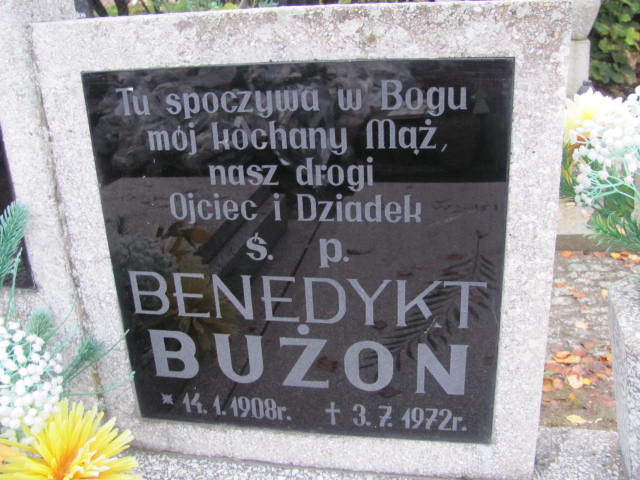 Tu spoczywa w Bogu
mój kochany Mąż,
nasz drogi
Ojciec i Dziadek
ś. p.
BENEDYKT
BUŻON
* 14. 1. 1908r. † 3. 7. 1972r.